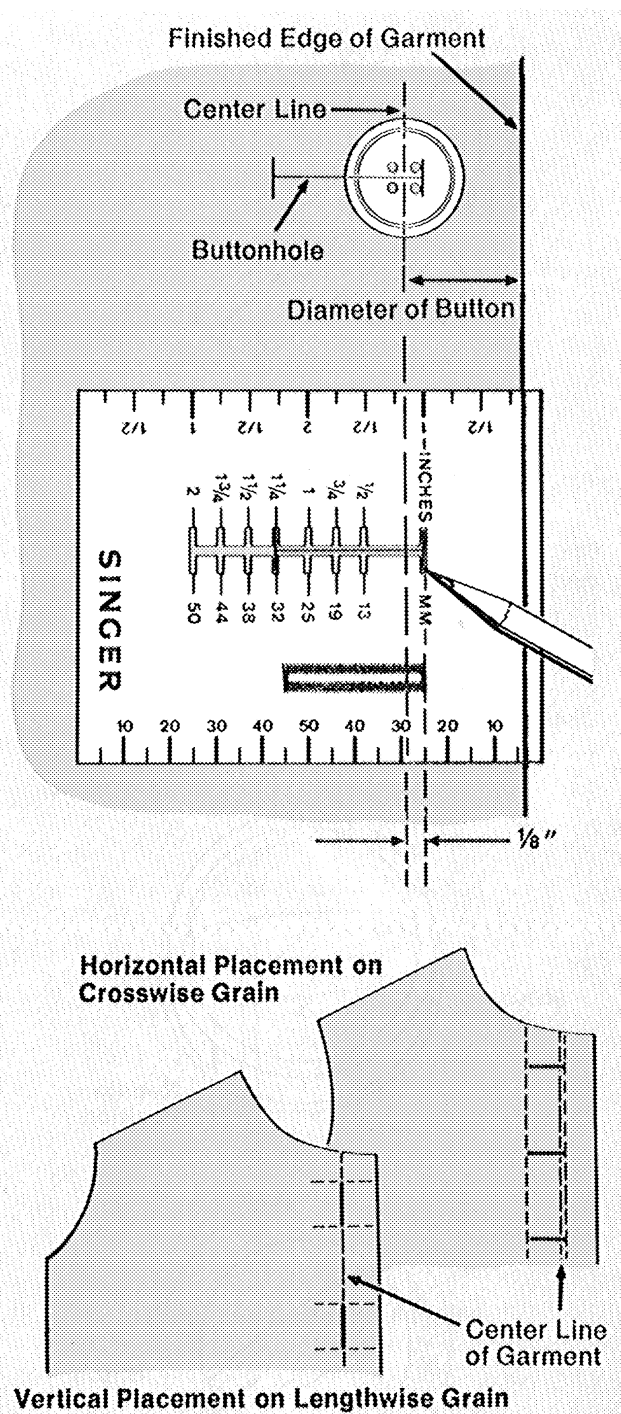 Finished Edge of Garment
Center Line
Buttonhole
Diameter of Button
1/2 1 1/2 2 1/2 1 1/2
INCHES
2 1¾ 1½ 1¼ 1 ¾ ½
50 44 38 32 25 19 13
MM
SINGER
10 20 30 40 50 40 30 20 10
⅛"
Horizontal Placement on
Crosswise Grain
Center Line
of Garment
Vertical Placement on Lengthwise Grain